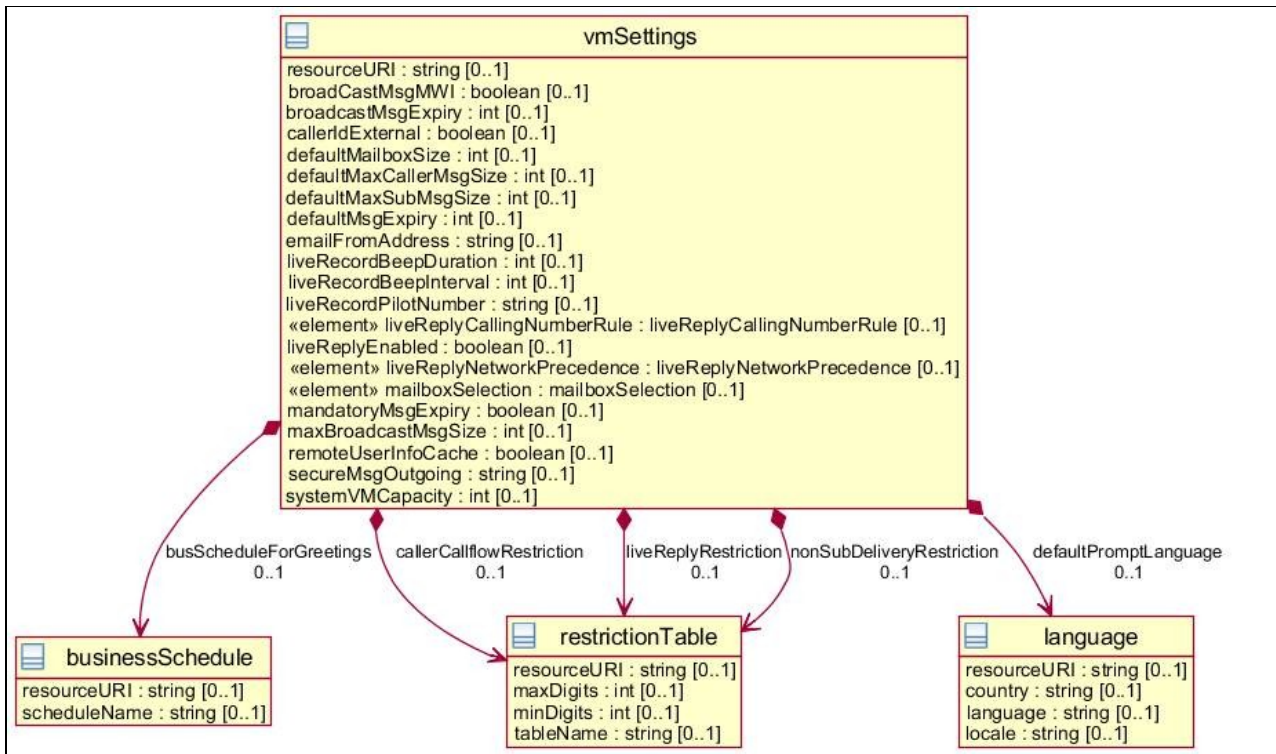 vmSettings
resourceURI : string [0..1]
broadCastMsgMWI : boolean [0..1]
broadcastMsgExpiry : int [0..1]
callerIdExternal : boolean [0..1]
defaultMailboxSize : int [0..1]
defaultMaxCallerMsgSize : int [0..1]
defaultMaxSubMsgSize : int [0..1]
defaultMsgExpiry : int [0..1]
emailFromAddress : string [0..1]
liveRecordBeepDuration : int [0..1]
liveRecordBeepInterval : int [0..1]
liveRecordPilotNumber : string [0..1]
«element» liveReplyCallingNumberRule : liveReplyCallingNumberRule [0..1]
liveReplyEnabled : boolean [0..1]
«element» liveReplyNetworkPrecedence : liveReplyNetworkPrecedence [0..1]
«element» mailboxSelection : mailboxSelection [0..1]
mandatoryMsgExpiry : boolean [0..1]
maxBroadcastMsgSize : int [0..1]
remoteUserInfoCache : boolean [0..1]
secureMsgOutgoing : string [0..1]
systemVMCapacity : int [0..1]
busScheduleForGreetings
0..1
callerCallflowRestriction
0..1
liveReplyRestriction
0..1
nonSubDeliveryRestriction
0..1
defaultPromptLanguage
0..1
businessSchedule
resourceURI : string [0..1]
scheduleName : string [0..1]
restrictionTable
resourceURI : string [0..1]
maxDigits : int [0..1]
minDigits : int [0..1]
tableName : string [0..1]
language
resourceURI : string [0..1]
country : string [0..1]
language : string [0..1]
locale : string [0..1]